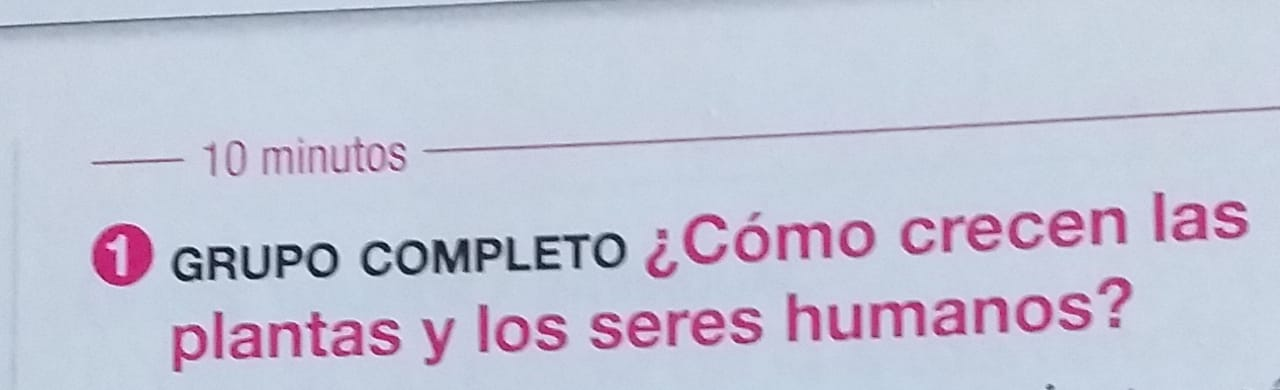 10 minutos
1 GRUPO COMPLETO ¿Cómo crecen las
plantas y los seres humanos?